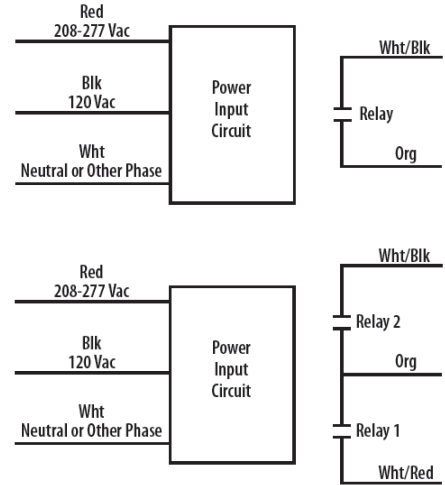 Red
208-277 Vac
Blk
120 Vac
Wht
Neutral or Other Phase
Power
Input
Circuit
Wht/Blk
Relay
Org
Red
208-277 Vac
Blk
120 Vac
Wht
Neutral or Other Phase
Power
Input
Circuit
Wht/Blk
Relay 2
Org
Relay 1
Wht/Red